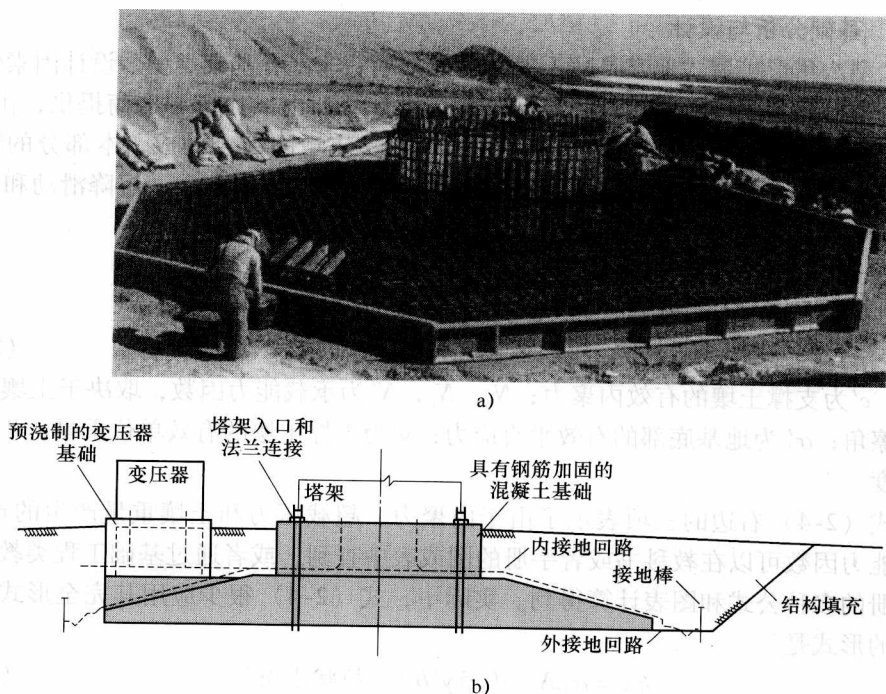 a)
塔架入口和
法兰连接
预浇制的变压器
基础
变压器
塔架
具有钢筋加固的
混凝土基础
内接地回路
接地棒
结构填充
外接地回路
b)